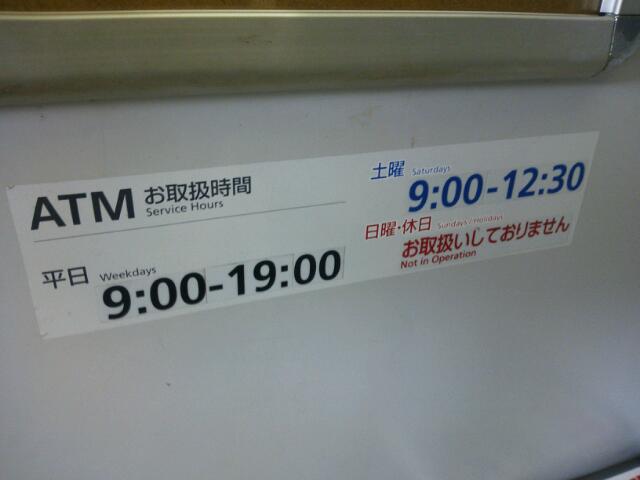 ATM お取扱時間
Service Hours
平日 Weekdays
9:00-19:00
土曜 Saturdays
9:00-12:30
日曜・休日 Sundays/Holidays
お取扱いしておりません
Not in Operation